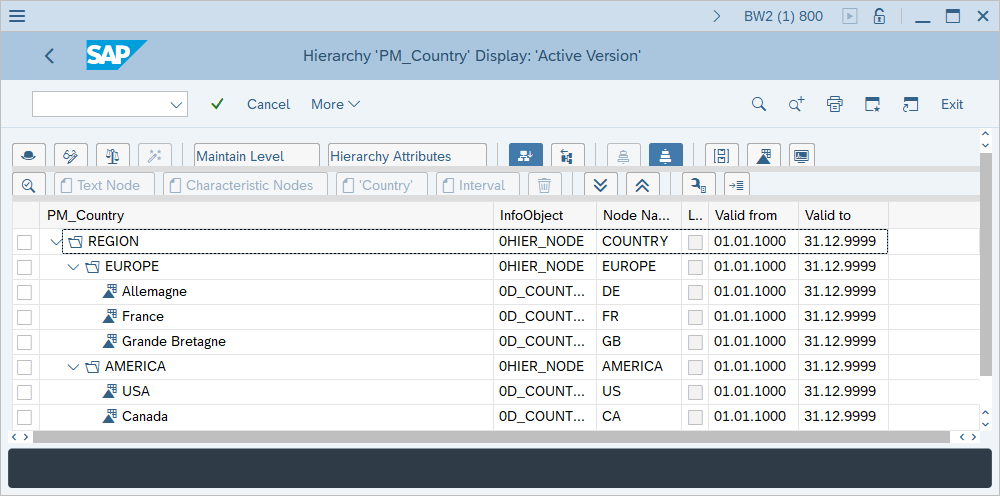 BW2 (1) 800
SAP Hierarchy 'PM_Country' Display: 'Active Version'
Cancel More Exit
Maintain Level Hierarchy Attributes
Text Node Characteristic Nodes 'Country' Interval
PM_Country InfoObject Node Na... L.. Valid from Valid to
REGION 0HIER_NODE COUNTRY 01.01.1000 31.12.9999
EUROPE 0HIER_NODE EUROPE 01.01.1000 31.12.9999
Allemagne 0D_COUNT... DE 01.01.1000 31.12.9999
France 0D_COUNT... FR 01.01.1000 31.12.9999
Grande Bretagne 0D_COUNT... GB 01.01.1000 31.12.9999
AMERICA 0HIER_NODE AMERICA 01.01.1000 31.12.9999
USA 0D_COUNT... US 01.01.1000 31.12.9999
Canada 0D_COUNT... CA 01.01.1000 31.12.9999